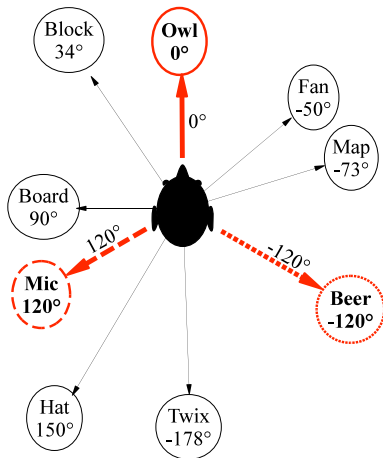 Block
34°
Owl
0°
0°
Fan
-50°
Map
-73°
Board
90°
120°
-120°
Mic
120°
Beer
-120°
Hat
150°
Twix
-178°